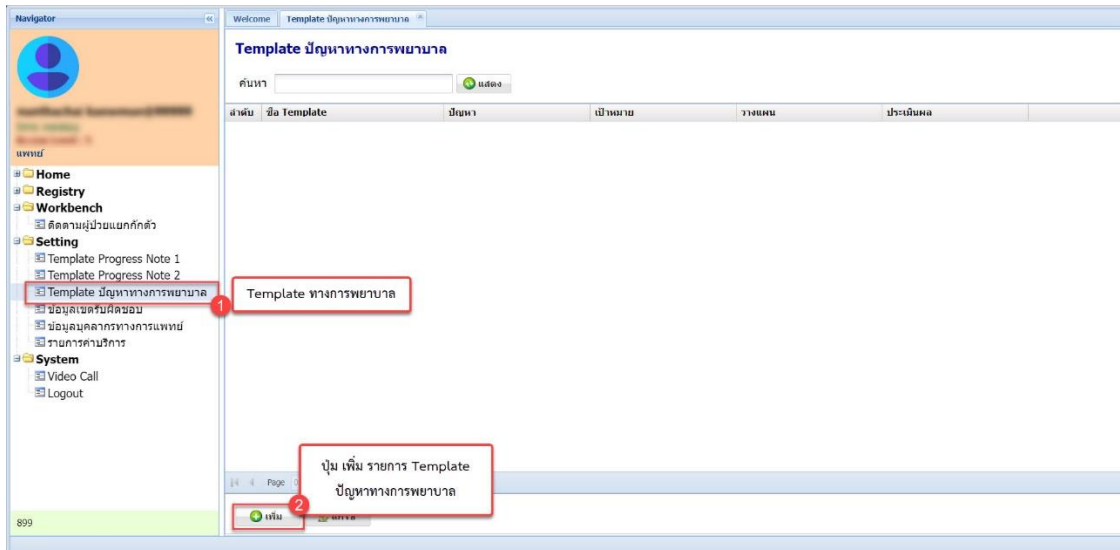 Navigator
Welcome
Template ปัญหาทางการพยาบาล
Template ปัญหาทางการพยาบาล
ค้นหา
แสดง
ลำดับ ชื่อ Template ปัญหา เป้าหมาย วางแผน ประเมินผล
แพทย์
Home
Registry
Workbench
ติดตามผู้ป่วยแยกกักตัว
Setting
Template Progress Note 1
Template Progress Note 2
Template ปัญหาทางการพยาบาล
1
Template ทางการพยาบาล
ข้อมูลเขตรับผิดชอบ
ข้อมูลบุคลากรทางการแพทย์
รายการค่าบริการ
System
Video Call
Logout
ปุ่ม เพิ่ม รายการ Template
ปัญหาทางการพยาบาล
Page
2
เพิ่ม
899